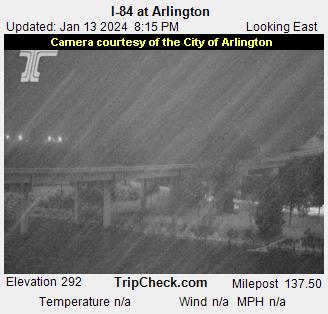 I-84 at Arlington
Updated: Jan 13 2024 8:15 PM Looking East
Camera courtesy of the City of Arlington
Elevation 292 TripCheck.com Milepost 137.50
Temperature n/a Wind n/a MPH n/a